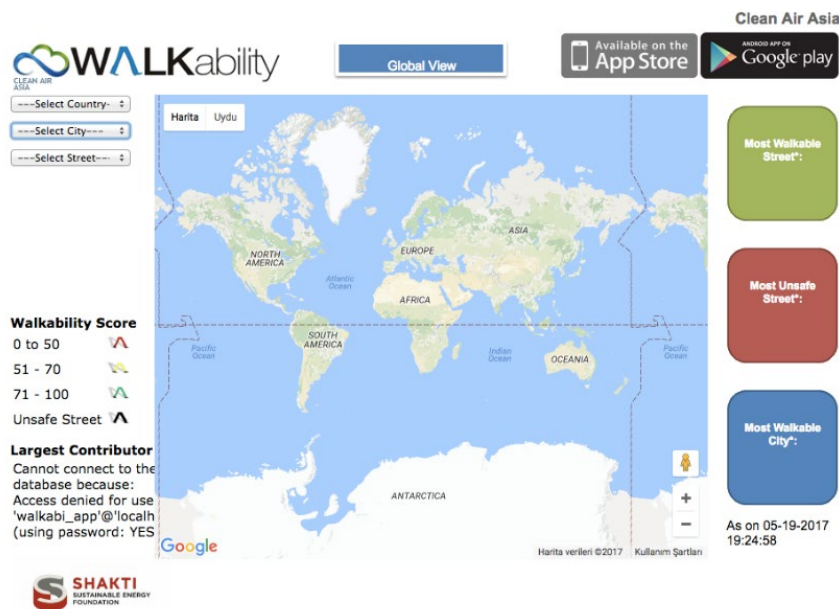 Clean Air Asia
WALKability
CLEAN AIR
ASIA
Global View
Available on the
App Store
ANDROID APP ON
Google play
---Select Country-
---Select City---
---Select Street---
Harita
Uydu
NORTH
AMERICA
Atlantic
Ocean
EUROPE
ASIA
AFRICA
SOUTH
AMERICA
Pacific
Ocean
Indian
Ocean
OCEANIA
Pacific
Ocean
ANTARCTICA
Google
Harita verileri ©2017
Kullanım Şartları
Most Walkable
Street*:
Most Unsafe
Street*:
Most Walkable
City*:
As on 05-19-2017
19:24:58
Walkability Score
0 to 50
51 - 70
71 - 100
Unsafe Street
Largest Contributor
Cannot connect to the
database because:
Access denied for use
'walkabi_app'@'localh
(using password: YES
SHAKTI
SUSTAINABLE ENERGY
FOUNDATION